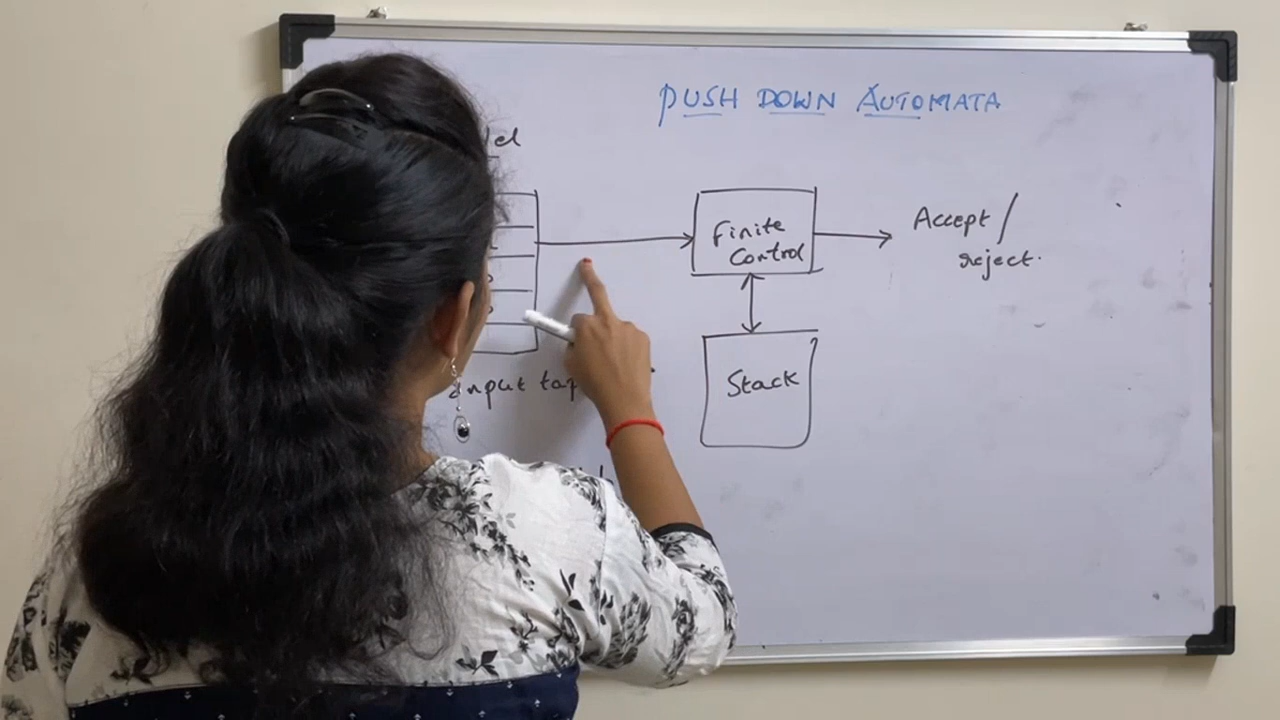 PUSH DOWN AUTOMATA
Finite
Control
Accept /
reject.
Stack